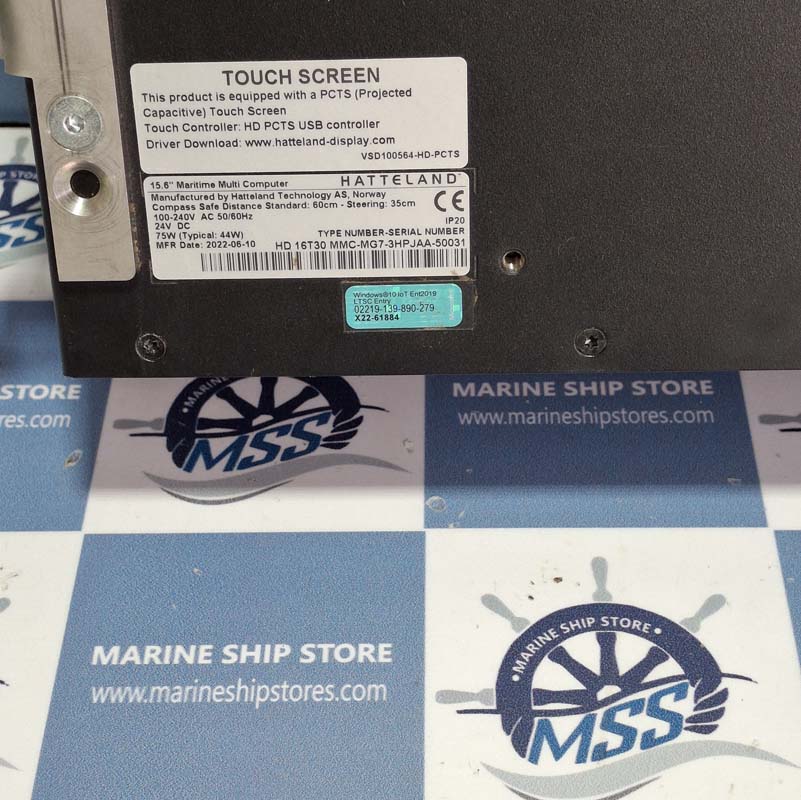 TOUCH SCREEN
This product is equipped with a PCTS (Projected
Capacitive) Touch Screen
Touch Controller: HD PCTS USB controller
Driver Download: www.hatteland-display.com
VSD100564-HD-PCTS
15.6" Maritime Multi Computer HATTELAND
Manufactured by Hatteland Technology AS, Norway
Compass Safe Distance Standard: 60cm - Steering: 35cm
100-240V AC 50/60Hz
24V DC
75W (Typical: 44W)
MFR Date: 2022-06-10
CE
IP20
TYPE NUMBER-SERIAL NUMBER
HD 16T30 MMC-MG7-3HPJAA-50031
Windows®10 IoT Ent2019
LTSC Entry
02219-139-890-279
X22-61884
STORE
es.com
MARINE
MSS
MARINE SHIP STORE
www.marineshipstores.com
MARINE SHIP STORE
www.marineshipstores.com
•MARINE SHIP STORE•
MSS